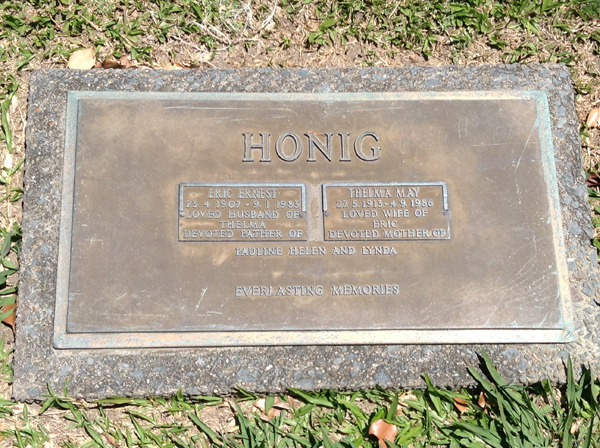 HONIG
ERIC ERNEST
23.4.1907 - 9.1.1983
LOVED HUSBAND OF
THELMA
DEVOTED FATHER OF
THELMA MAY
27.5.1913 - 4.9.1986
LOVED WIFE OF
ERIC
DEVOTED MOTHER OF
PAULINE HELEN AND LYNDA
EVERLASTING MEMORIES